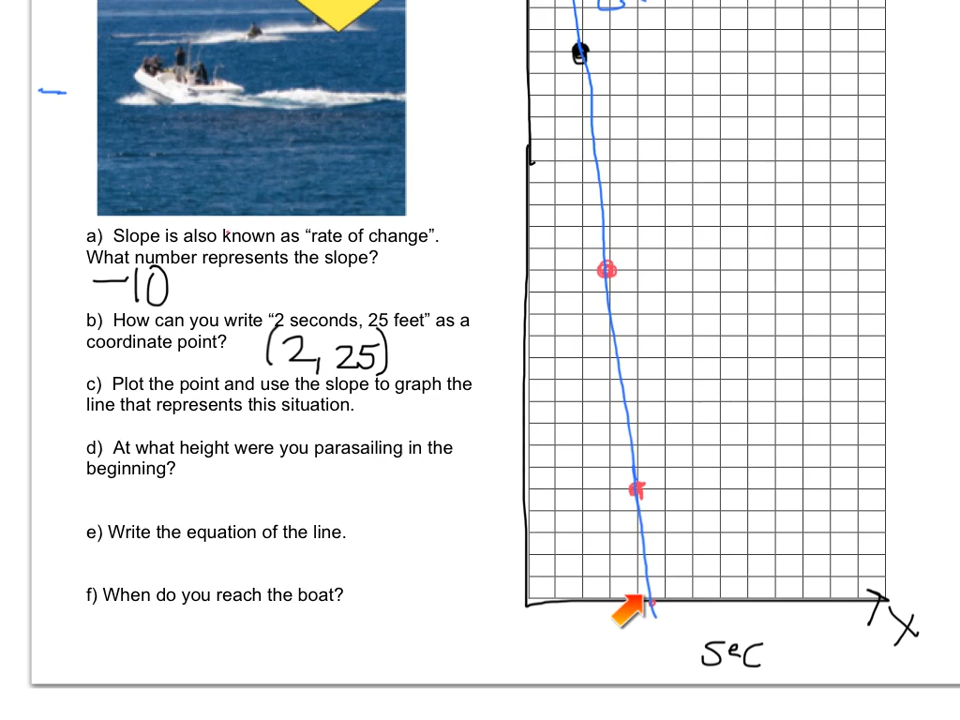 a) Slope is also known as “rate of change”.
What number represents the slope?
−10
b) How can you write “2 seconds, 25 feet” as a
coordinate point?
(2, 25)
c) Plot the point and use the slope to graph the
line that represents this situation.
d) At what height were you parasailing in the
beginning?
e) Write the equation of the line.
f) When do you reach the boat?
x
sec